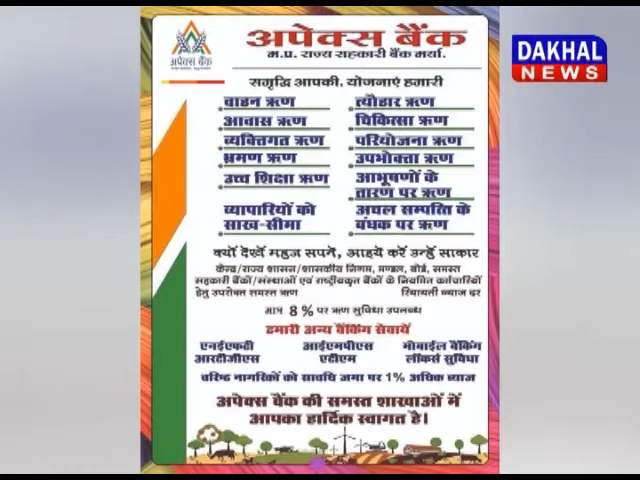 अपेक्स बैंक
म.प्र. राज्य सहकारी बैंक मर्या.
अपेक्स बैंक
DAKHAL
NEWS
समृद्धि आपकी, योजनाएं हमारी
वाहन ऋण
त्यौहार ऋण
आवास ऋण
चिकित्सा ऋण
व्यक्तिगत ऋण
परियोजना ऋण
भ्रमण ऋण
उपभोक्ता ऋण
उच्च शिक्षा ऋण
आभूषणों के
तारण पर ऋण
व्यापारियों को
साख-सीमा
अचल सम्पत्ति के
बंधक पर ऋण
क्यों देखें महज सपने, आइये करें उन्हें साकार
केन्द्र/राज्य शासन/शासकीय निगम, मण्डल, बोर्ड, समस्त
सहकारी बैंकों/संस्थाओं एवं राष्ट्रीयकृत बैंकों के नियमित कर्मचारियों
हेतु उपरोक्त समस्त ऋण रियायती ब्याज दर
मात्र 8% पर ऋण सुविधा उपलब्ध
हमारी अन्य बैंकिंग सेवायें
एनईएफटी आईएमपीएस मोबाईल बैंकिंग
आरटीजीएस एटीएम लॉकर्स सुविधा
वरिष्ठ नागरिकों को सावधि जमा पर 1% अधिक ब्याज
अपेक्स बैंक की समस्त शाखाओं में
आपका हार्दिक स्वागत है।